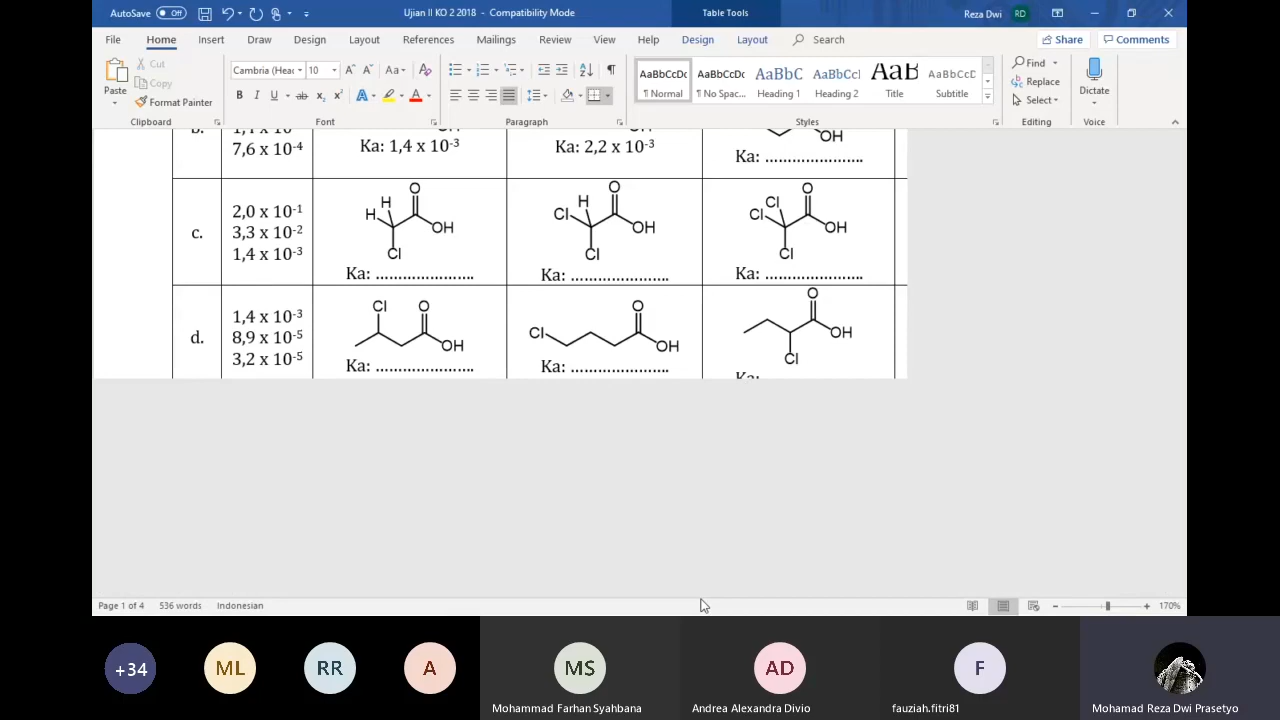 AutoSave Off
Ujian II KO 2 2018 - Compatibility Mode
Table Tools
Reza Dwi RD
File Home Insert Draw Design Layout References Mailings Review View Help Design Layout Search
Share Comments
Paste
Cut
Copy
Format Painter
Clipboard
Cambria (Heac 10
Font
Paragraph
AaBbCcDc AaBbCcDc AaBbC AaBbCcI AaB AaBbCcD
¶ Normal ¶ No Spac... Heading 1 Heading 2 Title Subtitle
Styles
Find
Replace
Select
Editing
Dictate
Voice
7,6 x 10-4
Ka: 1,4 x 10-3
Ka: 2,2 x 10-3
OH
Ka: ......................
c.
2,0 x 10-1
3,3 x 10-2
1,4 x 10-3
H H O OH Cl
Ka: ......................
Cl H O OH Cl
Ka: ......................
Cl Cl O OH Cl
Ka: ......................
d.
1,4 x 10-3
8,9 x 10-5
3,2 x 10-5
Cl O OH
Ka: ......................
Cl O OH
Ka: ......................
O OH Cl
Page 1 of 4 536 words Indonesian
170%
+34 ML RR A MS AD F
Mohammad Farhan Syahbana
Andrea Alexandra Divio
fauziah.fitri81
Mohamad Reza Dwi Prasetyo